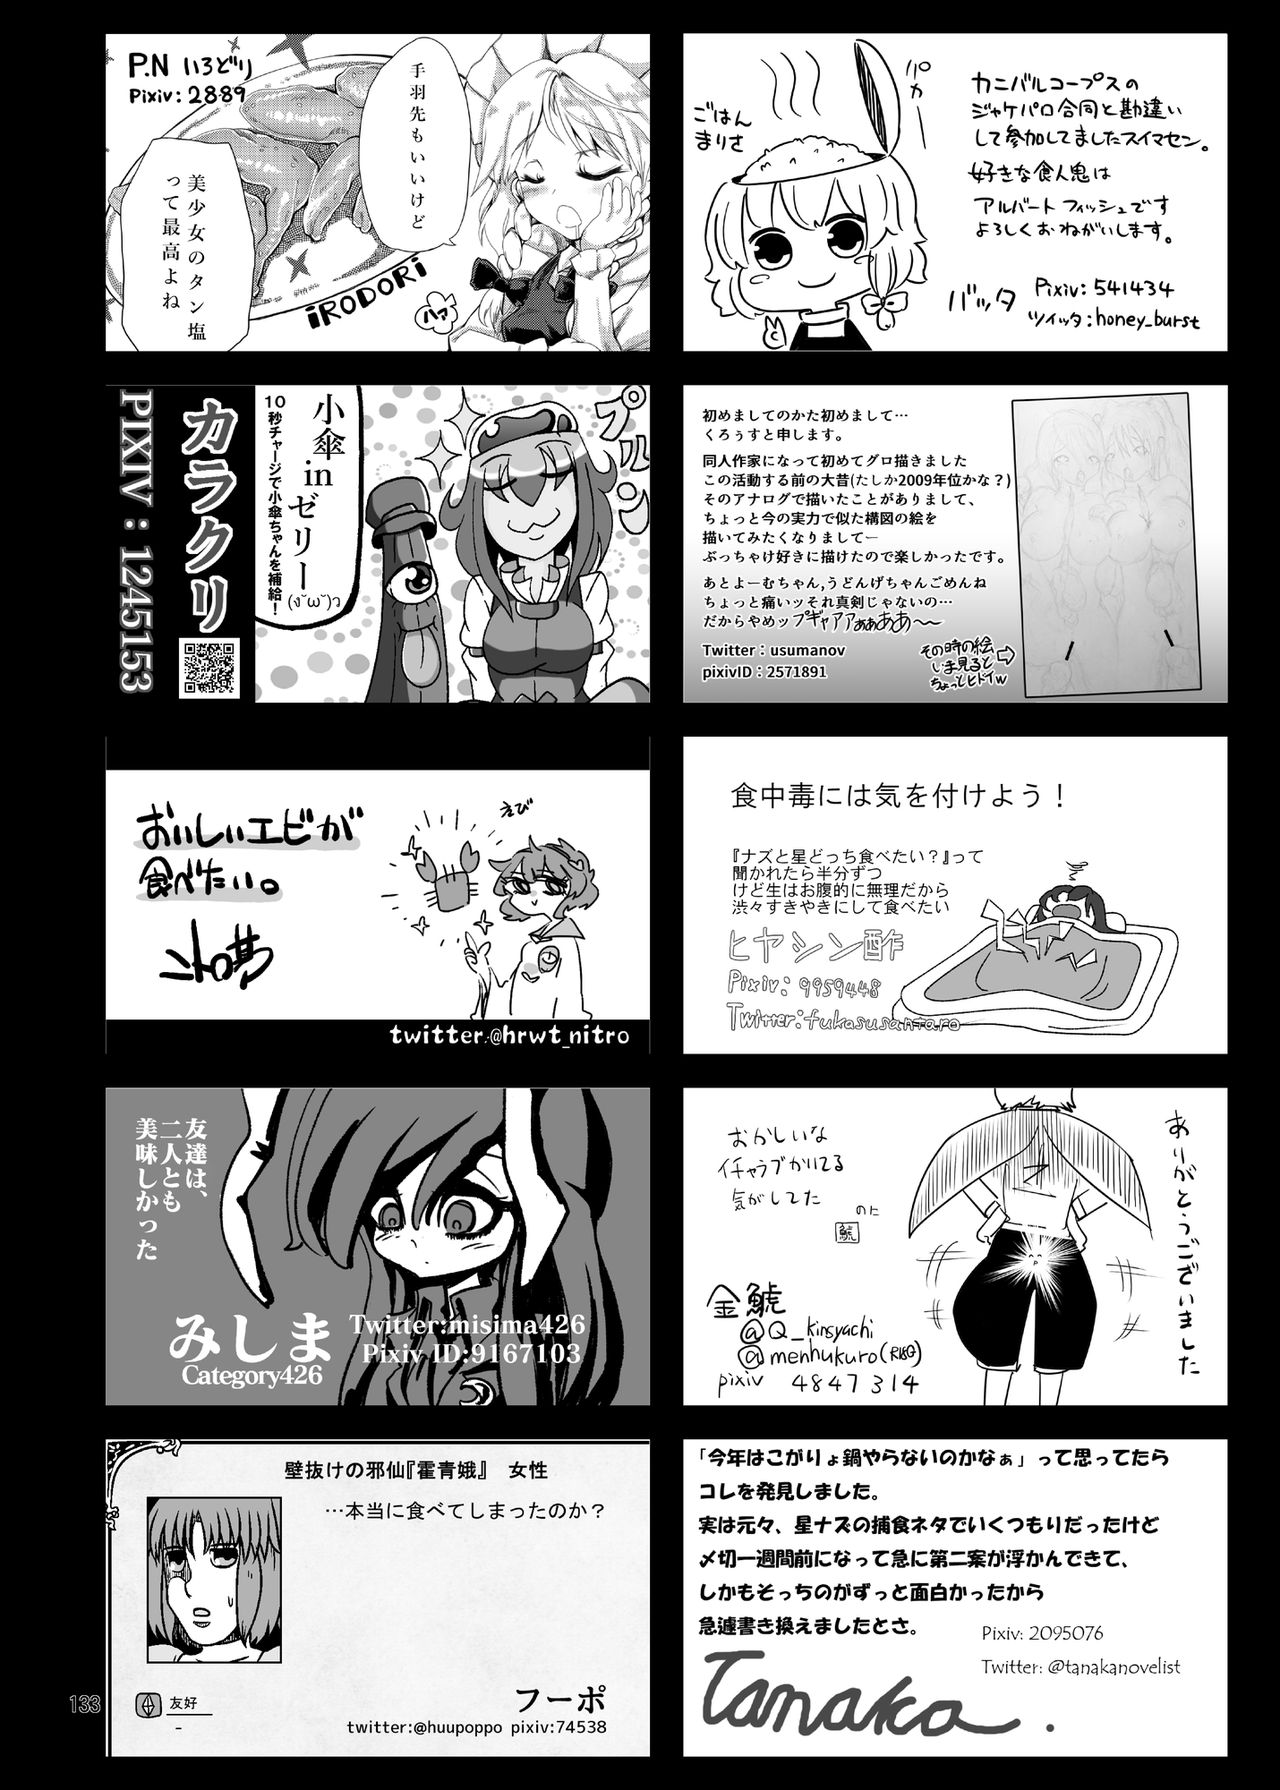 P.N いろどり
Pixiv: 2889
手羽先もいいけど
美少女のタン塩
って最高よね
iRODORi
ハァ
ごはん
まりさ
パカーー
カニバルコープスの
ジャケパロ合同と勘違い
して参加してましたスイマセン。
好きな食人鬼は
アルバートフィッシュです
よろしくおねがいします。
バッタ
Pixiv: 541434
ツイッタ: honey_burst
プルン
小傘
in
ゼリー
10秒チャージで小傘ちゃんを補給!
カラクリ
PIXIV : 1245153
初めましてのかた初めまして…
くろぅすと申します。
同人作家になって初めてグロ描きました
この活動する前の大昔(たしか2009年位かな?)
そのアナログで描いたことがありまして、
ちょっと今の実力で似た構図の絵を
描いてみたくなりましてー
ぶっちゃけ好きに描けたので楽しかったです。
あとよーむちゃん,うどんげちゃんごめんね
ちょっと痛いッそれ真剣じゃないの…
だからやめップギャアアぁぁああ〜
Twitter：usumanov
pixivID：2571891
その時の絵
いま見ると
ちょっとヒドイw
おいしいエビが
食べたい。
えび
twitter:@hrwt_nitro
食中毒には気を付けよう！
『ナズと星どっち食べたい？』って
聞かれたら半分ずつ
けど生はお腹的に無理だから
渋々すきやきにして食べたい
ヒヤシン酢
Pixiv: 9959448
Twitter: fukasusantaro
友達は、
二人とも
美味しかった
みしま
Category426
Twitter:misima426
Pixiv ID:9167103
ありがとうございました
おかしいな
イチャラブかいてる
気がしてた
のに
鯱
金鯱
@Q_kinsyachi
@menhukuro(R18G)
pixiv 4847314
壁抜けの邪仙『霍青娥』 女性
…本当に食べてしまったのか？
友好
-
フーポ
twitter:@huupoppo pixiv:74538
「今年はこがりょ鍋やらないのかなぁ」って思ってたら
コレを発見しました。
実は元々、星ナズの捕食ネタでいくつもりだったけど
〆切一週間前になって急に第二案が浮かんできて、
しかもそっちのがずっと面白かったから
急遽書き換えましたとさ。
Pixiv: 2095076
Twitter: @tanakanovelist
Tanaka.
133